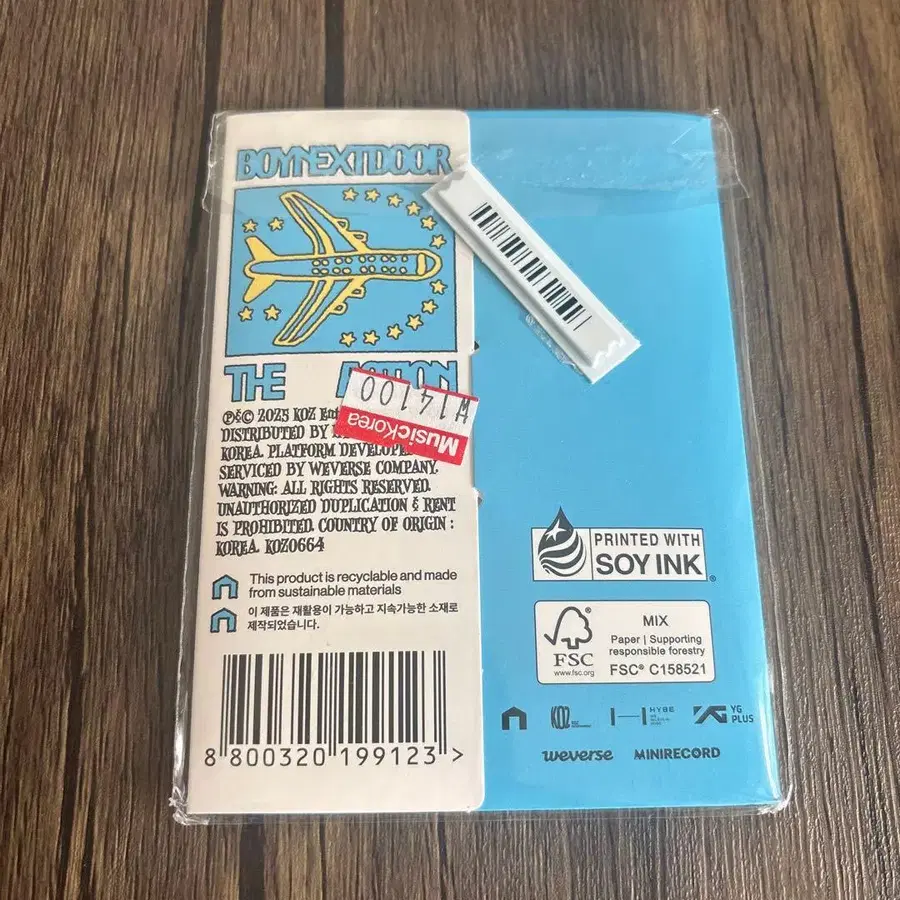 BOYNEXTDOOR
THE ACTION
₩14100
MusicKorea
℗&© 2025 KOZ
DISTRIBUTED BY
KOREA. PLATFORM DEVELOPED
SERVICED BY WEVERSE COMPANY.
WARNING: ALL RIGHTS RESERVED.
UNAUTHORIZED DUPLICATION & RENT
IS PROHIBITED. COUNTRY OF ORIGIN :
KOREA. KOZ0664
This product is recyclable and made
from sustainable materials
이 제품은 재활용이 가능하고 지속가능한 소재로
제작되었습니다.
8 800320 199123 >
PRINTED WITH
SOY INK
FSC
www.fsc.org
MIX
Paper | Supporting
responsible forestry
FSC® C158521
KOZ
HYBE
YG
PLUS
weverse
MINIRECORD